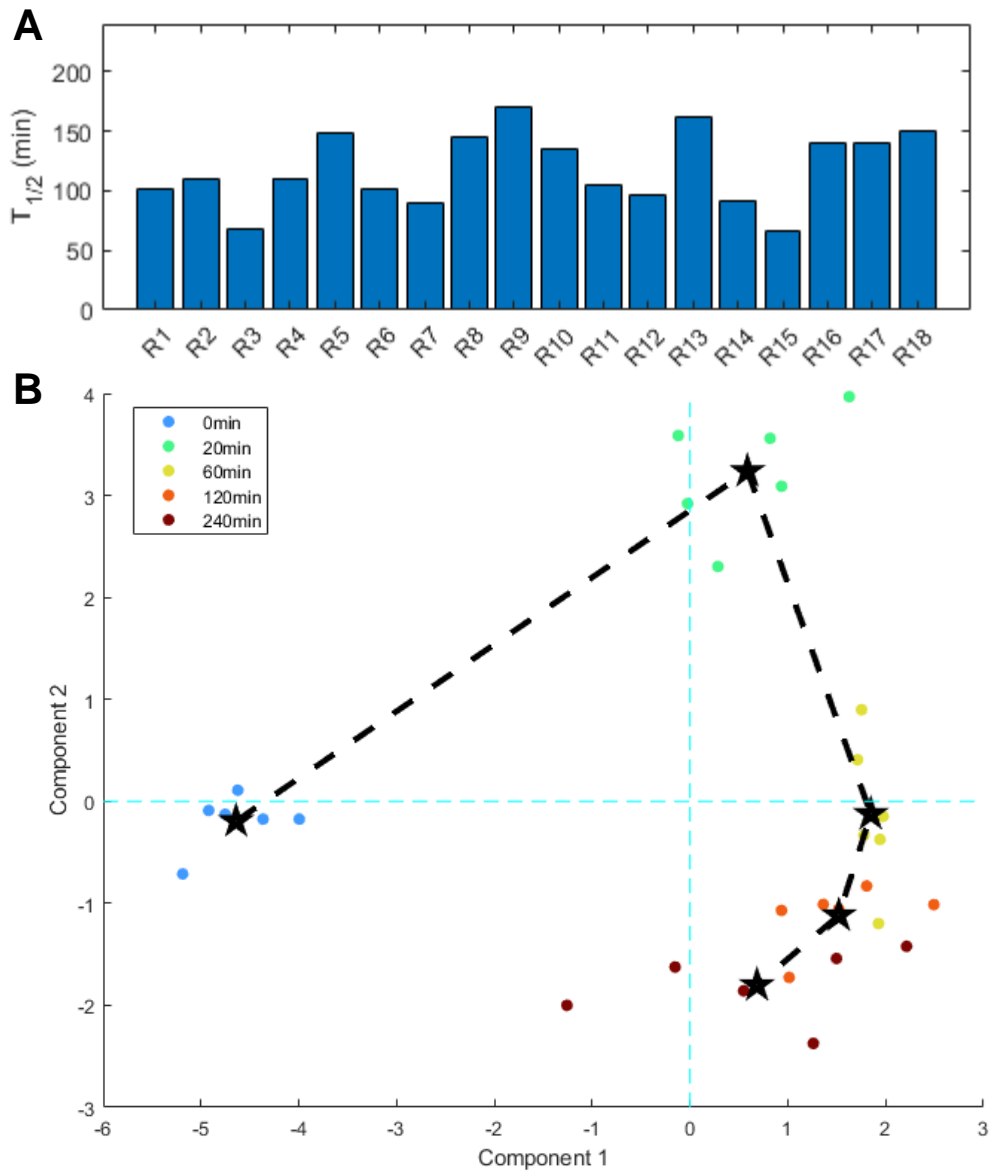 A
T1/2 (min)
200
150
100
50
0
R1 R2 R3 R4 R5 R6 R7 R8 R9 R10 R11 R12 R13 R14 R15 R16 R17 R18
B
Component 2
4
3
2
1
0
-1
-2
-3
0min
20min
60min
120min
240min
-6 -5 -4 -3 -2 -1 0 1 2 3
Component 1